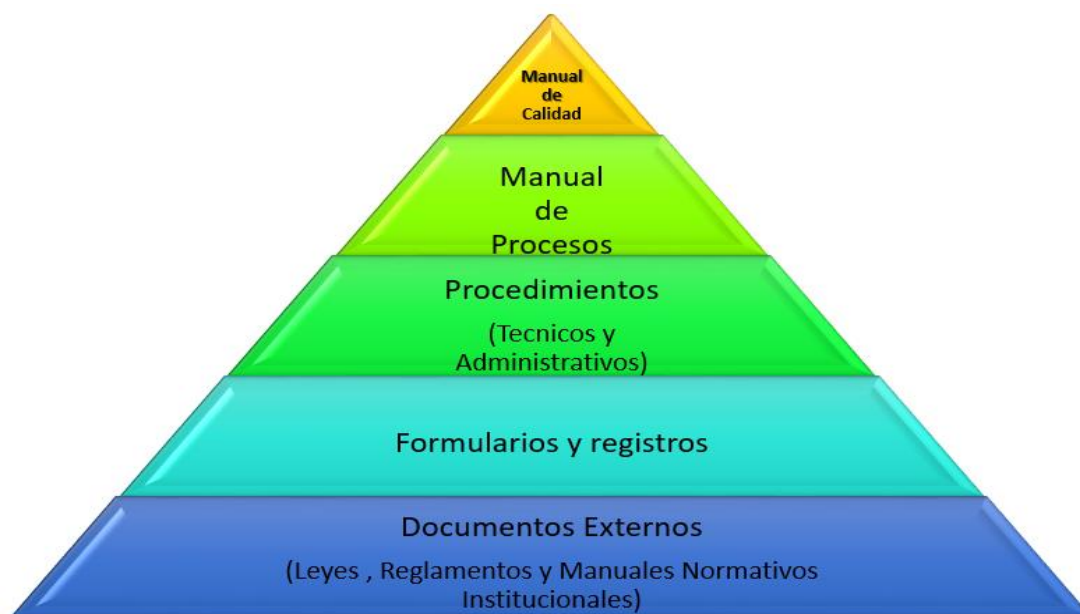 Manual
de
Calidad
Manual
de
Procesos
Procedimientos
(Tecnicos y
Administrativos)
Formularios y registros
Documentos Externos
(Leyes , Reglamentos y Manuales Normativos
Institucionales)